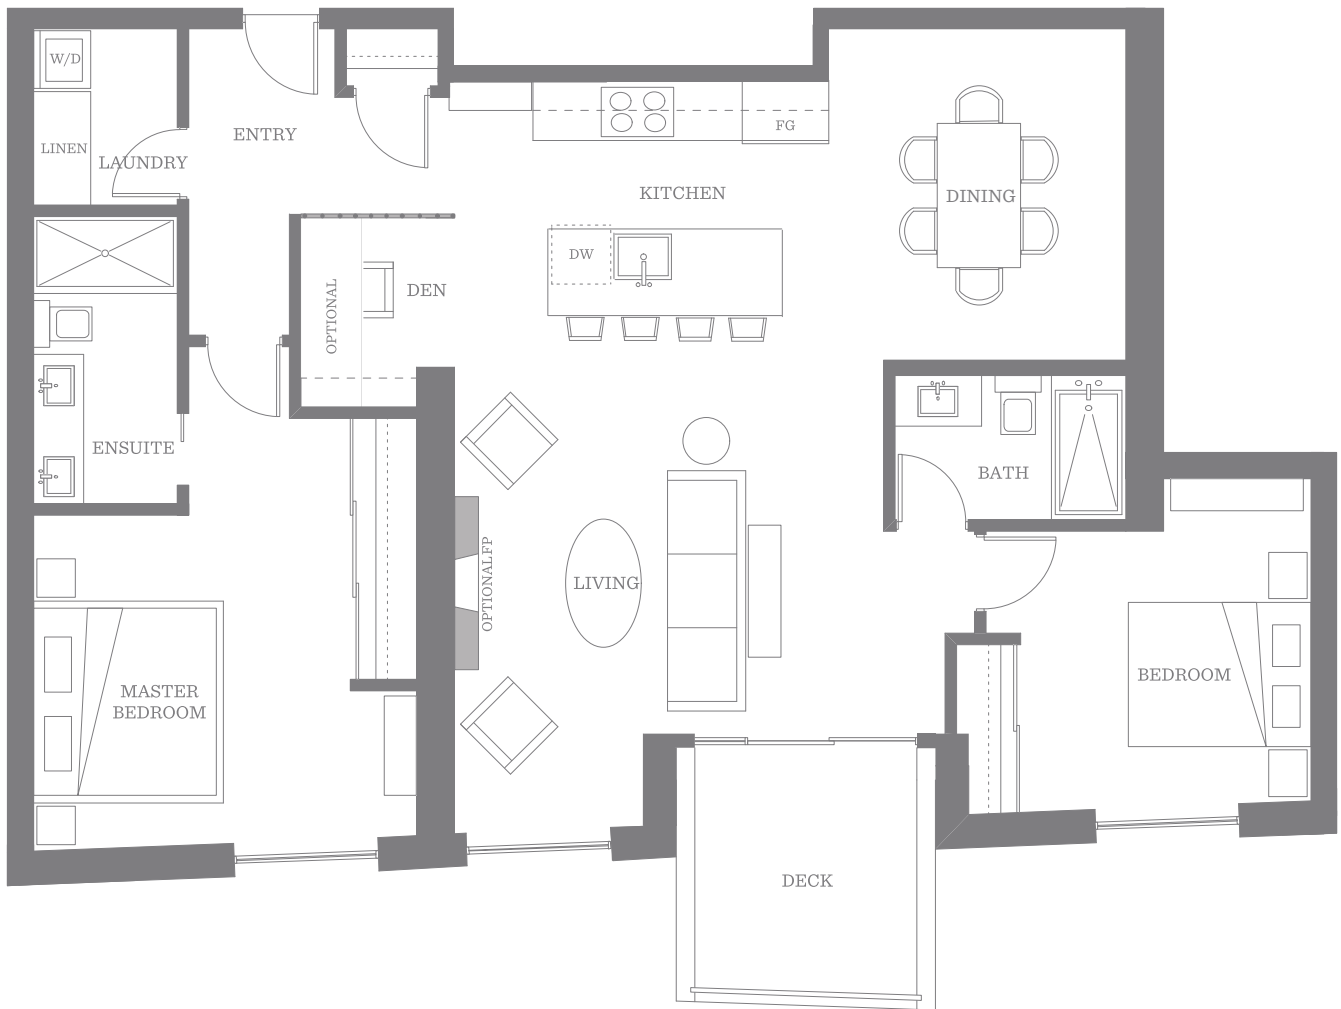 W/D
LINEN
LAUNDRY
ENTRY
FG
KITCHEN
DINING
DW
OPTIONAL
DEN
ENSUITE
BATH
OPTIONAL FP
LIVING
MASTER
BEDROOM
BEDROOM
DECK